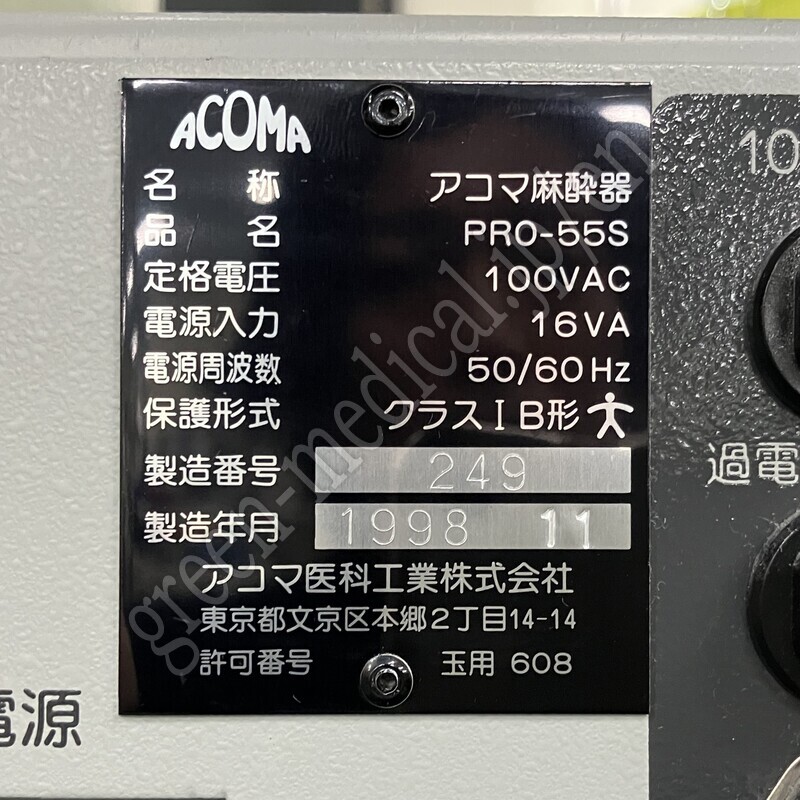 ACOMA
名称 アコマ麻酔器
品名 PRO-55S
定格電圧 100VAC
電源入力 16VA
電源周波数 50/60Hz
保護形式 クラスⅠB形
製造番号 249
製造年月 1998 11
アコマ医科工業株式会社
東京都文京区本郷2丁目14-14
許可番号 玉用 608
10
過電
電源
green-medical.jp/en